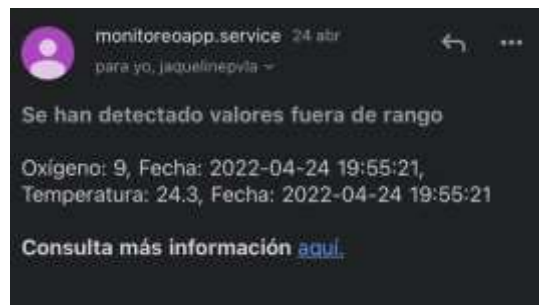 monitoreoapp.service 24 abr
para yo, jaquelinepvla
Se han detectado valores fuera de rango
Oxígeno: 9, Fecha: 2022-04-24 19:55:21,
Temperatura: 24.3, Fecha: 2022-04-24 19:55:21
Consulta más información aquí.